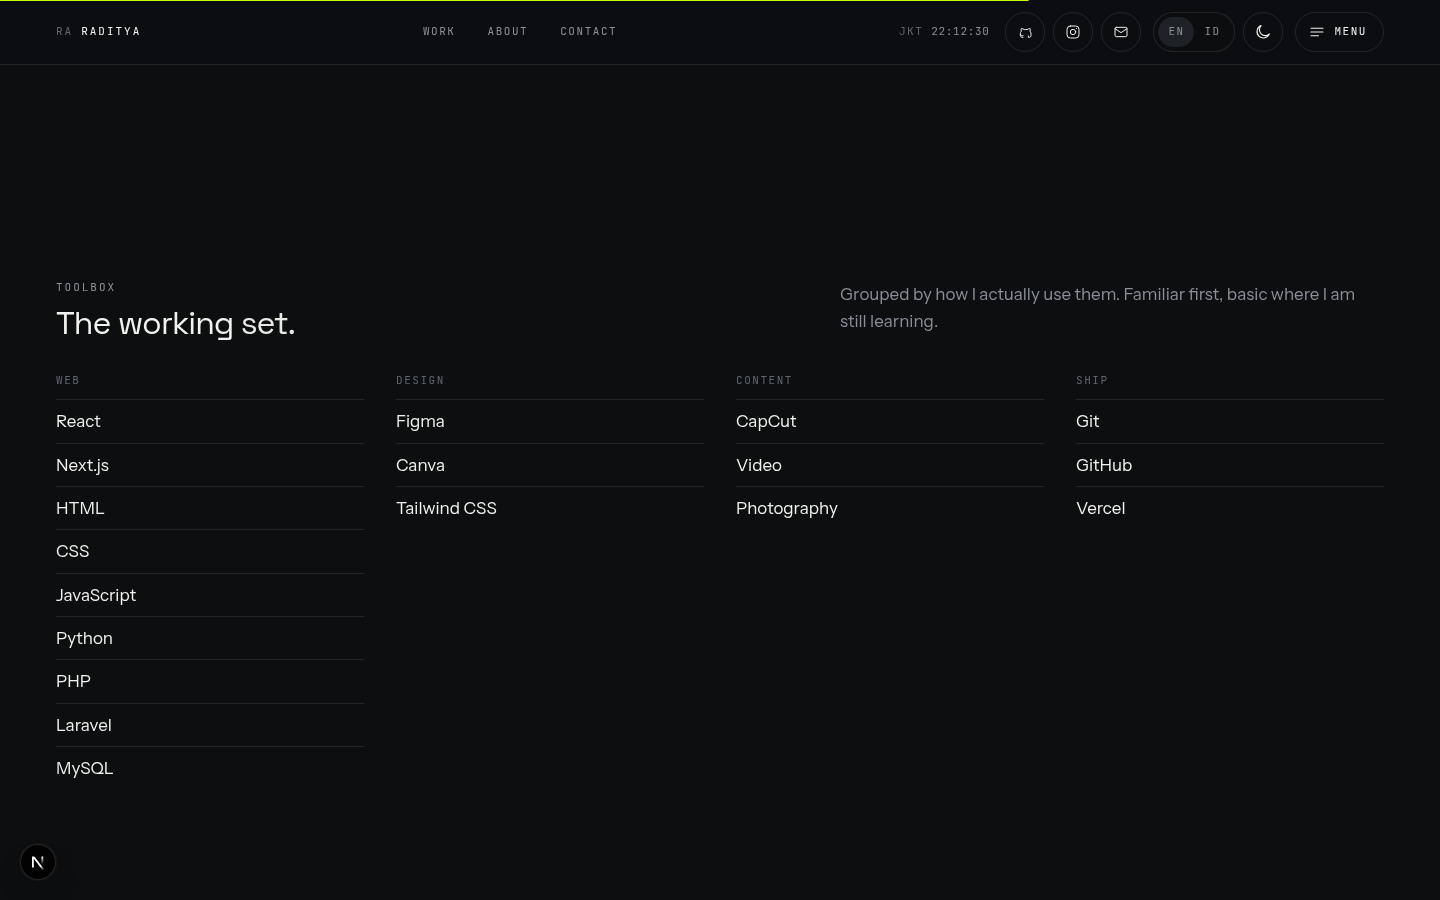 RA RADITYA
WORK ABOUT CONTACT
JKT 22:12:30
EN ID
MENU
TOOLBOX
The working set.
Grouped by how I actually use them. Familiar first, basic where I am
still learning.
WEB
React
Next.js
HTML
CSS
JavaScript
Python
PHP
Laravel
MySQL
DESIGN
Figma
Canva
Tailwind CSS
CONTENT
CapCut
Video
Photography
SHIP
Git
GitHub
Vercel
N